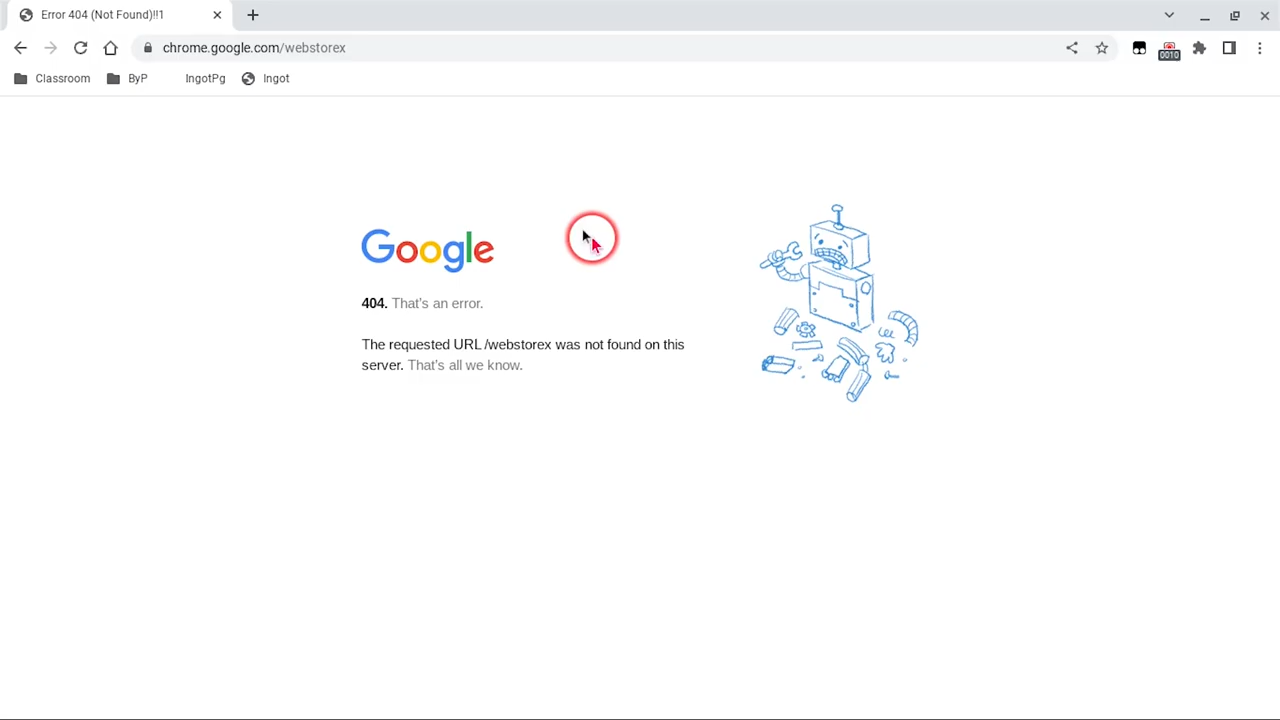 Error 404 (Not Found)!!1
chrome.google.com/webstorex
0010
Classroom ByP IngotPg Ingot
Google
404. That's an error.
The requested URL /webstorex was not found on this
server. That's all we know.